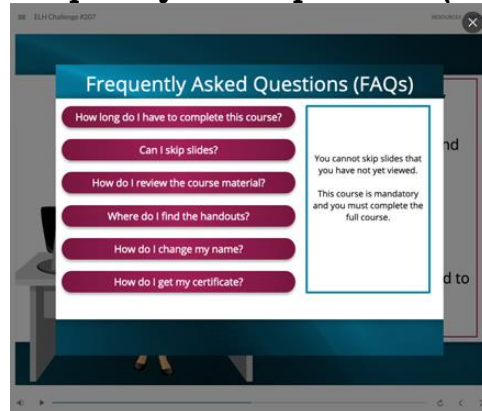 ELH Challenge #207
RESOURCES
Frequently Asked Questions (FAQs)
How long do I have to complete this course?
Can I skip slides?
How do I review the course material?
Where do I find the handouts?
How do I change my name?
How do I get my certificate?
You cannot skip slides that
you have not yet viewed.
This course is mandatory
and you must complete the
full course.
nd
d to